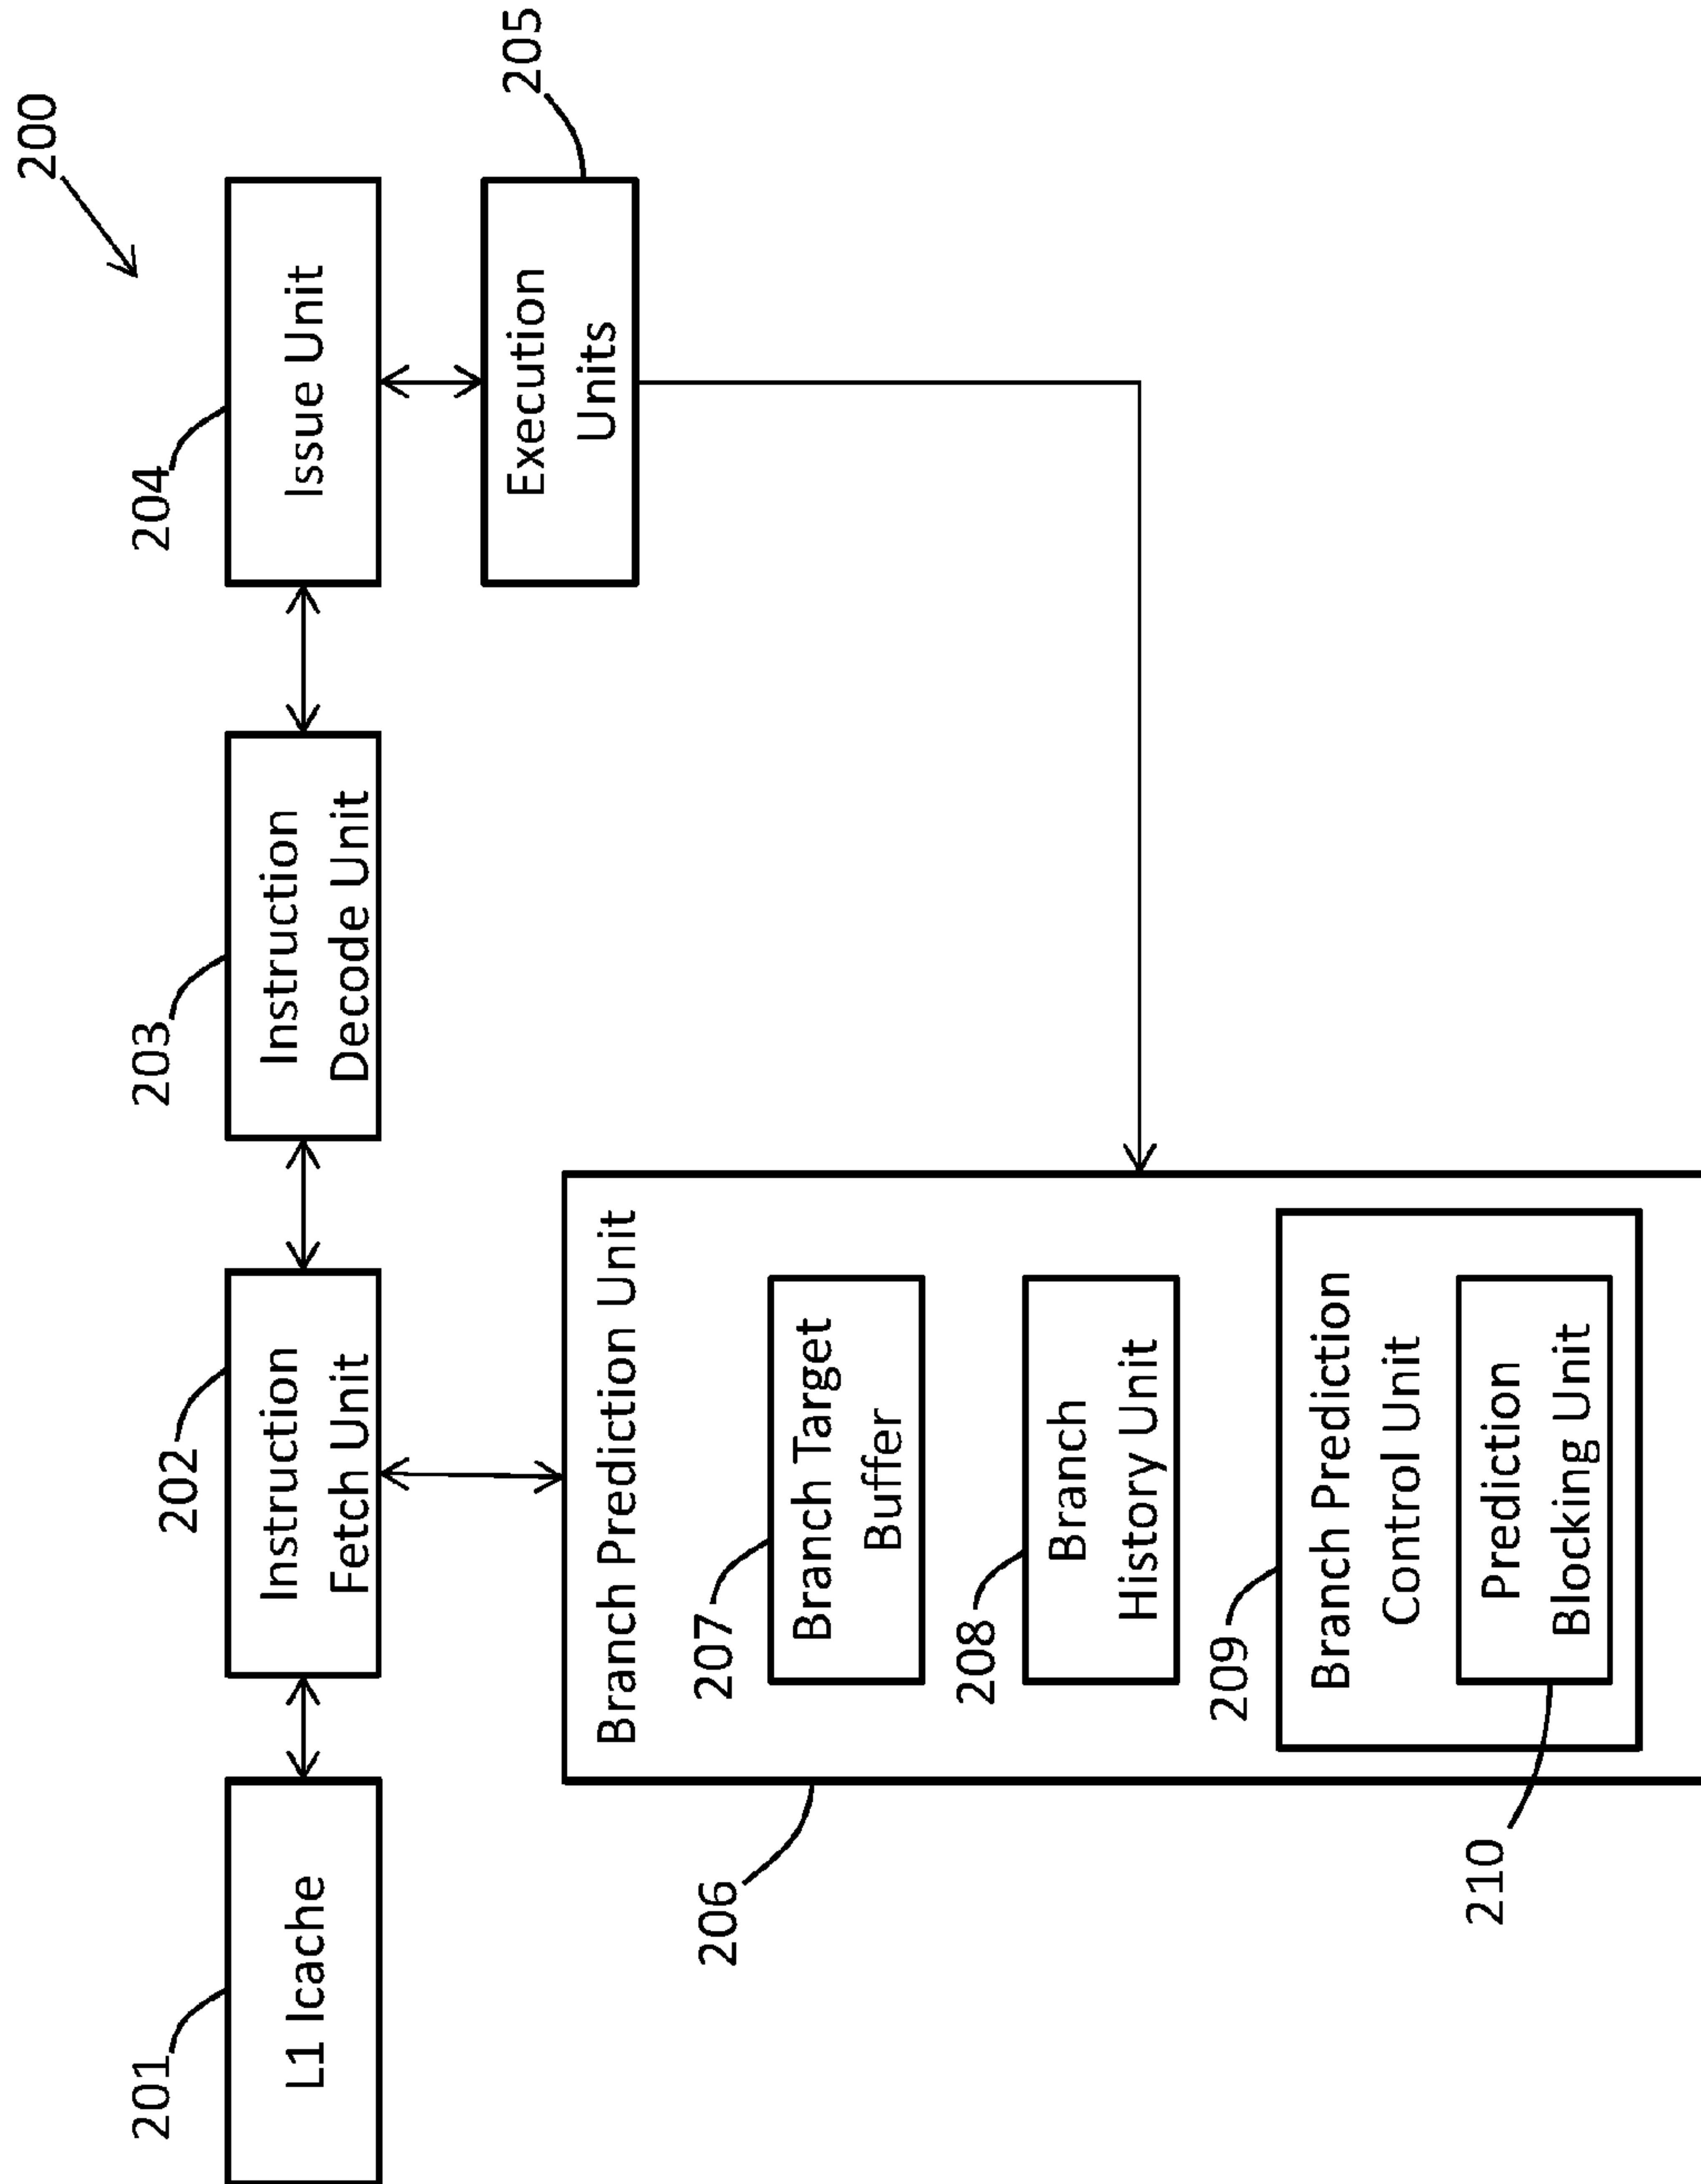 200
201
L1 Icache
202
Instruction
Fetch Unit
203
Instruction
Decode Unit
204
Issue Unit
Execution
Units
205
206
Branch Prediction Unit
207
Branch Target
Buffer
208
Branch
History Unit
209
Branch Prediction
Control Unit
210
Prediction
Blocking Unit